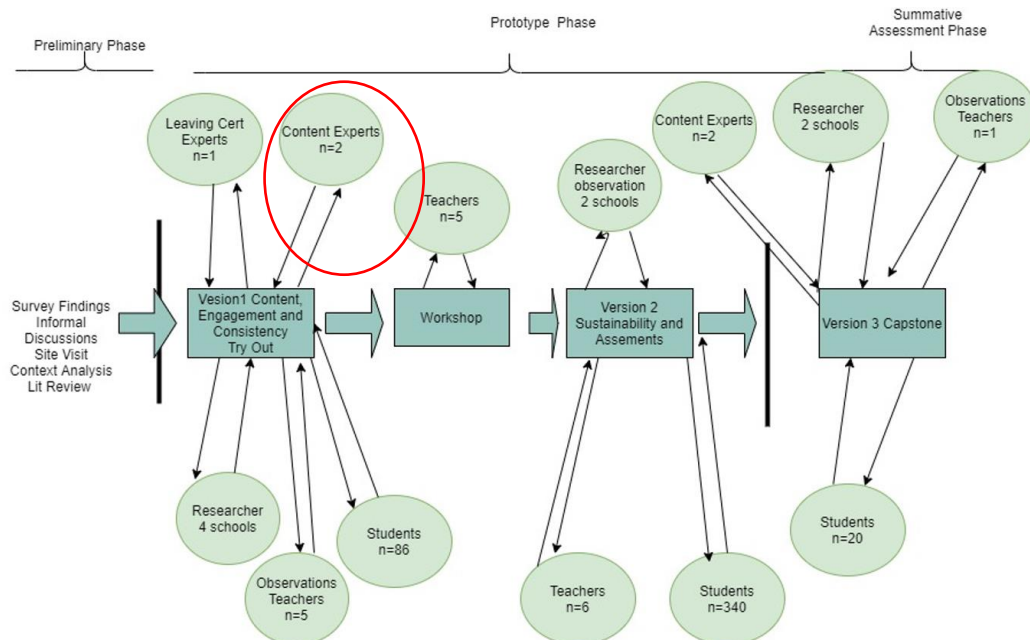 Preliminary Phase
Prototype Phase
Summative
Assessment Phase
Leaving Cert
Experts
n=1
Content Experts
n=2
Teachers
n=5
Researcher
observation
2 schools
Content Experts
n=2
Researcher
2 schools
Observations
Teachers
n=1
Survey Findings
Informal
Discussions
Site Visit
Context Analysis
Lit Review
Vesion1 Content,
Engagement and
Consistency
Try Out
Workshop
Version 2
Sustainability and
Assements
Version 3 Capstone
Researcher
4 schools
Observations
Teachers
n=5
Students
n=86
Teachers
n=6
Students
n=340
Students
n=20